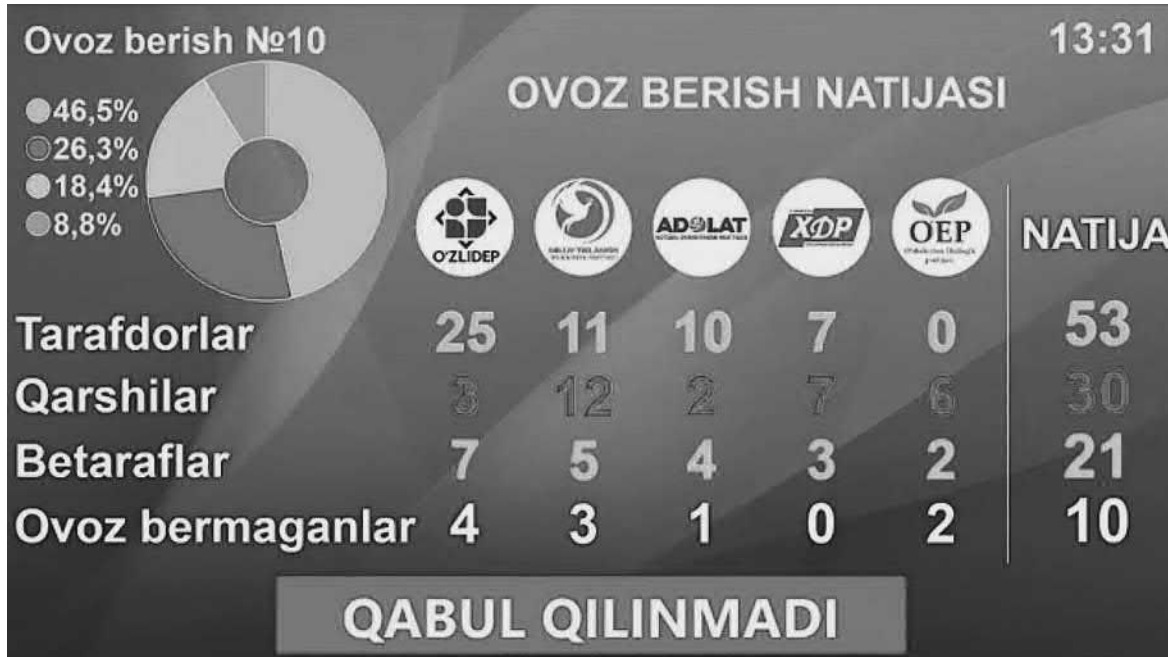 Ovoz berish №10
13:31
OVOZ BERISH NATIJASI
46,5%
26,3%
18,4%
8,8%
O'ZLIDEP
ADOLAT
XDP
OEP
NATIJA
Tarafdorlar 25 11 10 7 0 53
Qarshilar 3 12 2 7 6 30
Betaraflar 7 5 4 3 2 21
Ovoz bermaganlar 4 3 1 0 2 10
QABUL QILINMADI